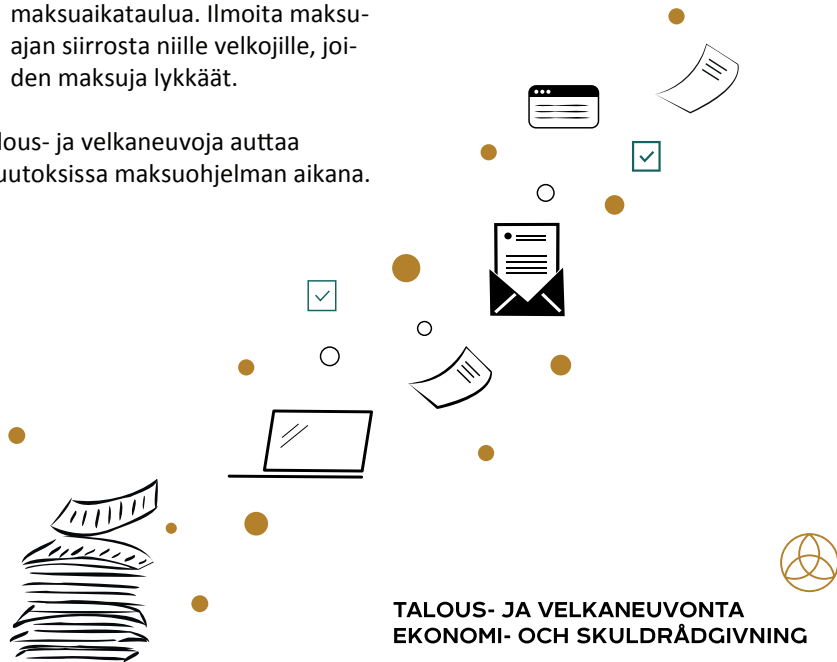 maksuaikataulua. Ilmoita maksu-
ajan siirrosta niille velkojille, joi-
den maksuja lykkäät.
lous- ja velkaneuvoja auttaa
uutoksissa maksuohjelman aikana.
TALOUS- JA VELKANEUVONTA
EKONOMI- OCH SKULDRÅDGIVNING